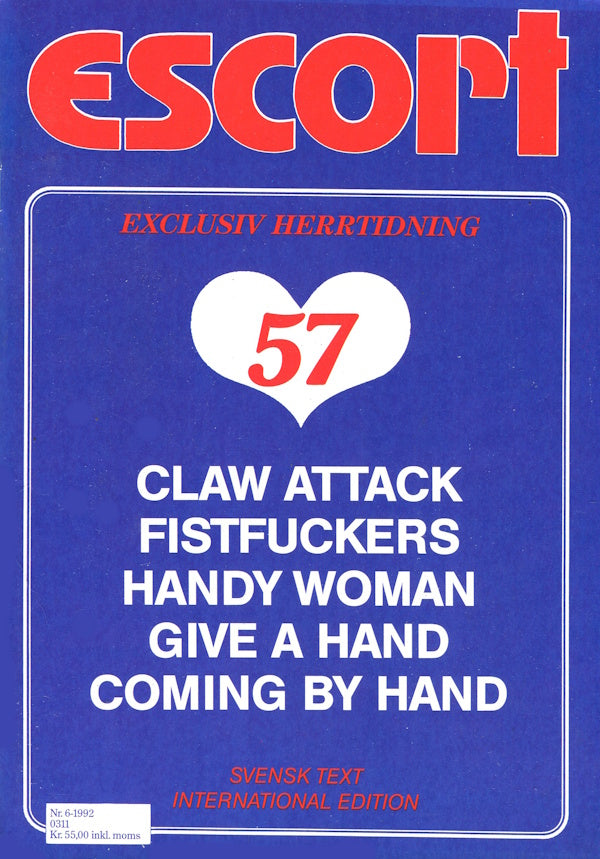 escort
EXCLUSIV HERRTIDNING
57
CLAW ATTACK
FISTFUCKERS
HANDY WOMAN
GIVE A HAND
COMING BY HAND
SVENSK TEXT
INTERNATIONAL EDITION
Nr. 6-1992
0311
Kr. 55,00 inkl. moms